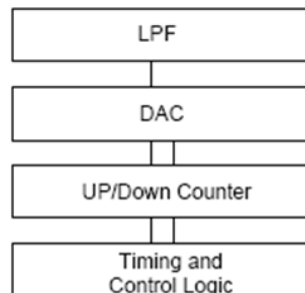 LPF
DAC
UP/Down Counter
Timing and
Control Logic